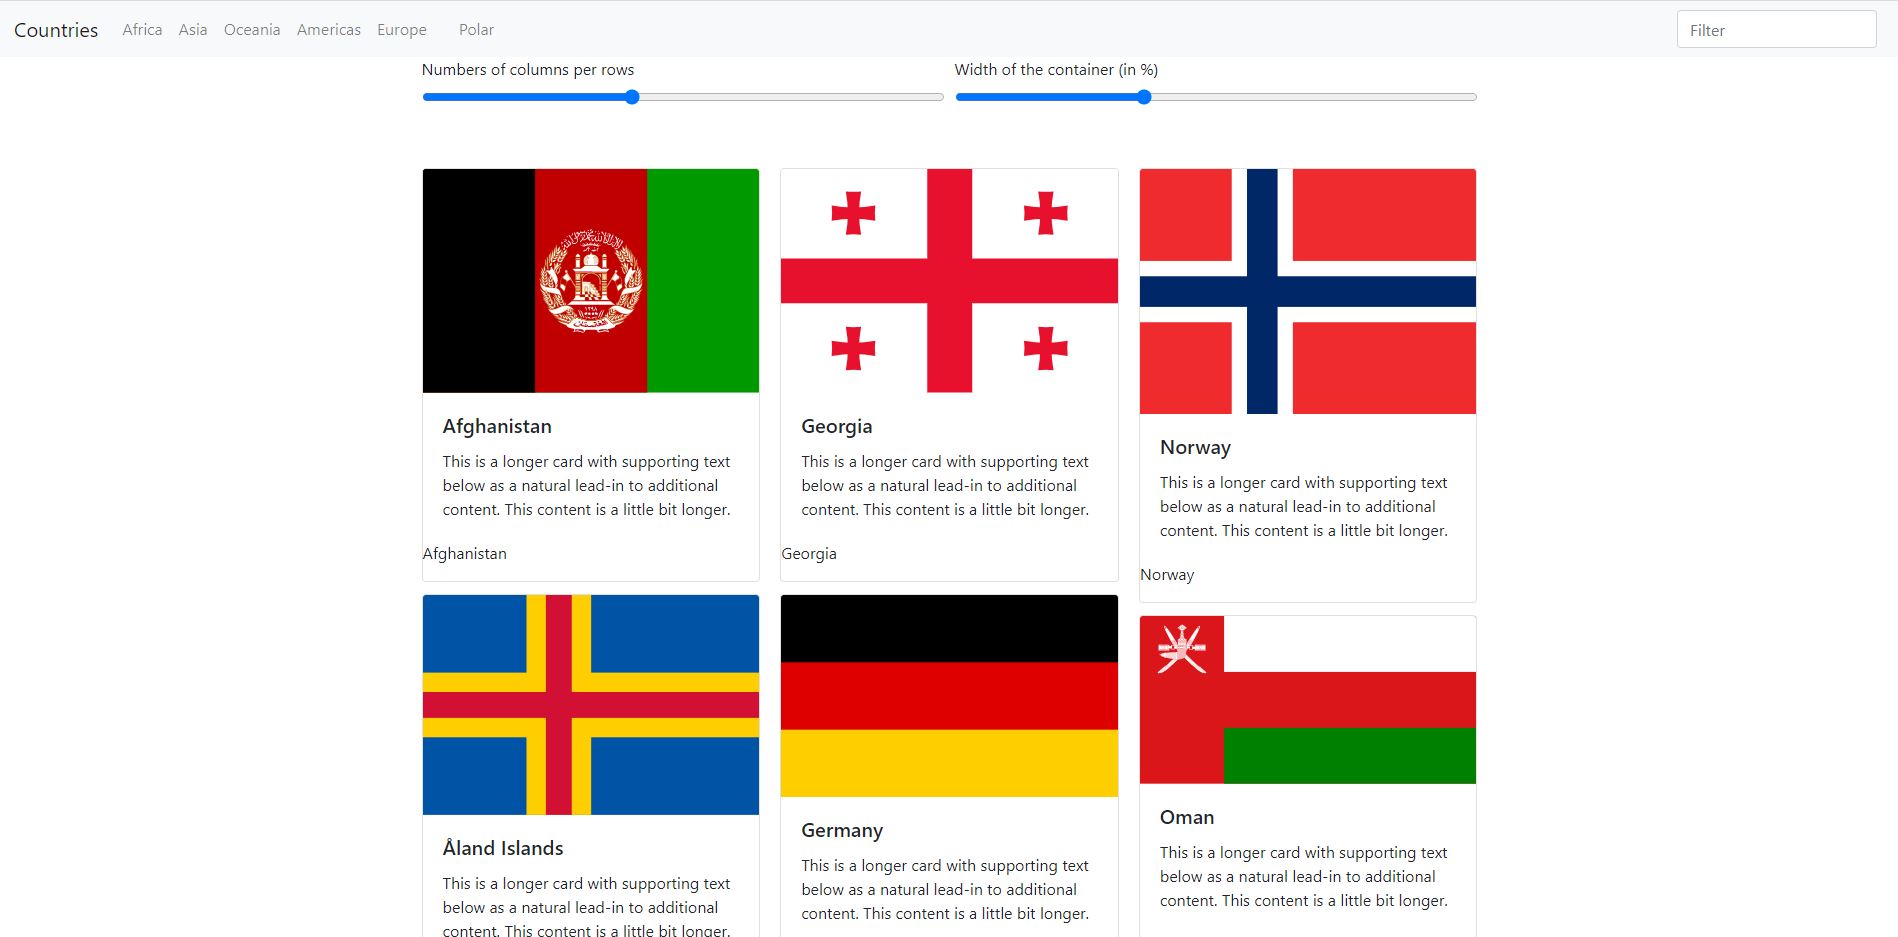 Countries Africa Asia Oceania Americas Europe Polar Filter
Numbers of columns per rows
Width of the container (in %)
Afghanistan
This is a longer card with supporting text
below as a natural lead-in to additional
content. This content is a little bit longer.
Afghanistan
Åland Islands
This is a longer card with supporting text
below as a natural lead-in to additional
content. This content is a little bit longer.
Georgia
This is a longer card with supporting text
below as a natural lead-in to additional
content. This content is a little bit longer.
Georgia
Germany
This is a longer card with supporting text
below as a natural lead-in to additional
content. This content is a little bit longer.
Norway
This is a longer card with supporting text
below as a natural lead-in to additional
content. This content is a little bit longer.
Norway
Oman
This is a longer card with supporting text
below as a natural lead-in to additional
content. This content is a little bit longer.